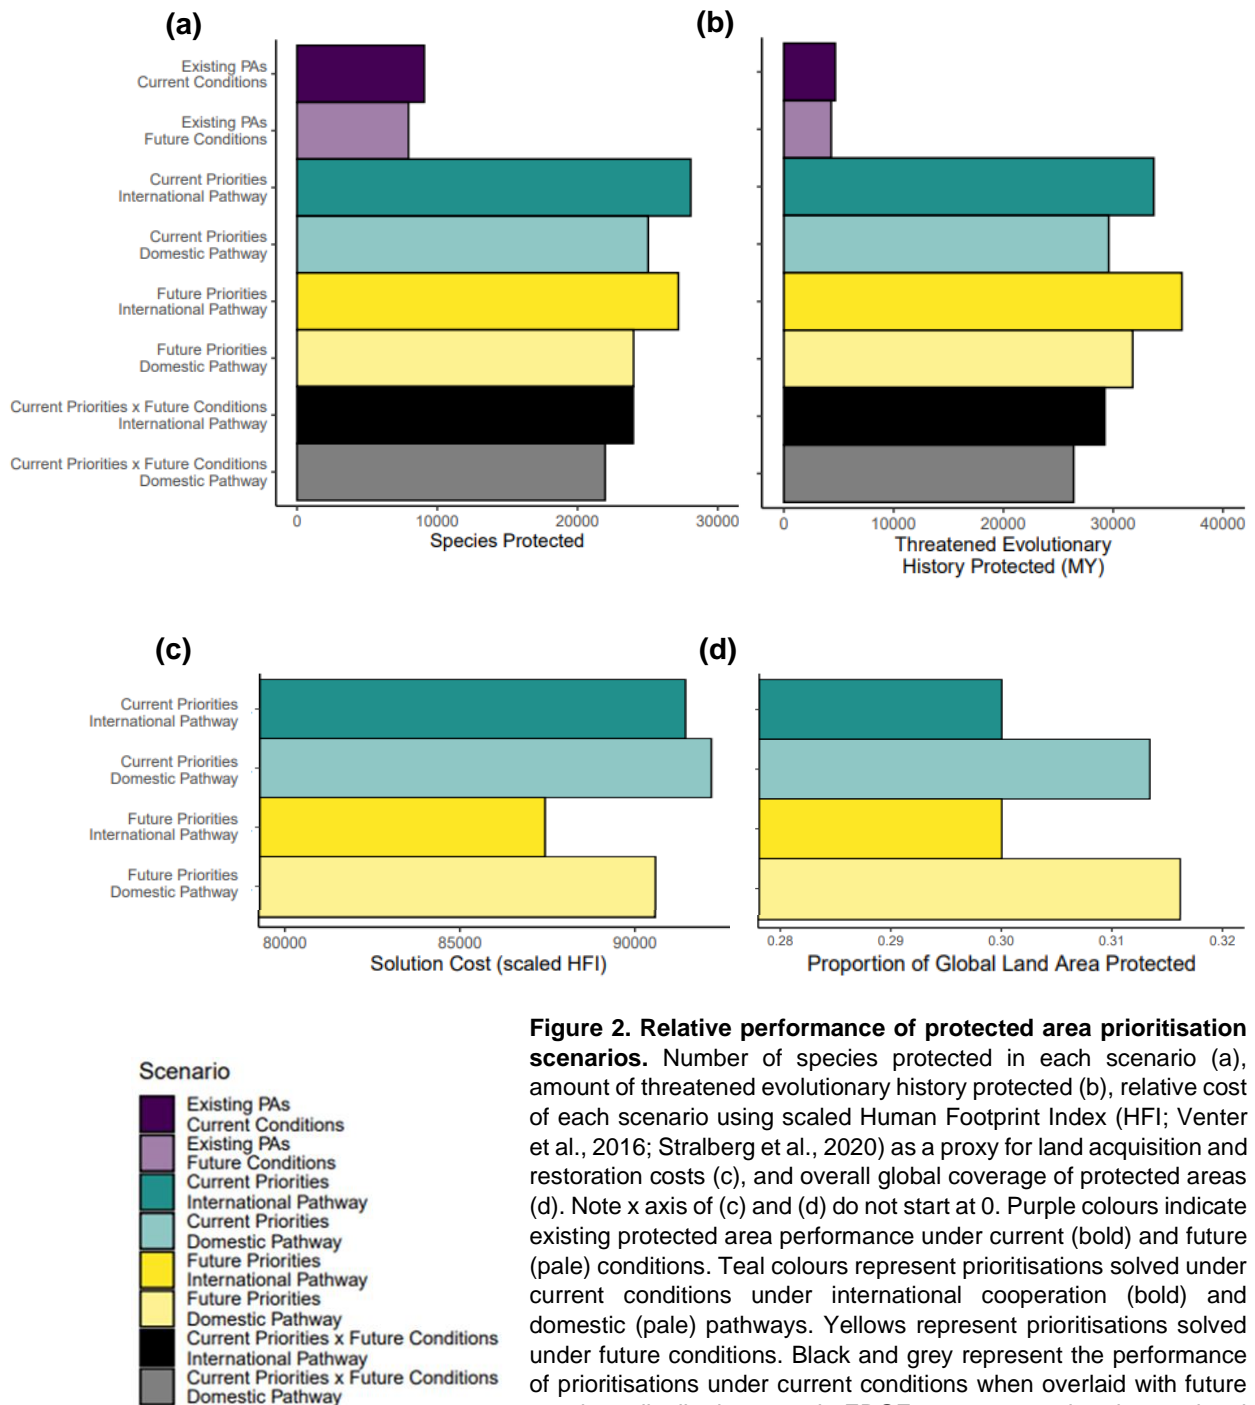 (a)
(b)
Existing PAs
Current Conditions
Existing PAs
Future Conditions
Current Priorities
International Pathway
Current Priorities
Domestic Pathway
Future Priorities
International Pathway
Future Priorities
Domestic Pathway
Current Priorities x Future Conditions
International Pathway
Current Priorities x Future Conditions
Domestic Pathway
0 10000 20000 30000
Species Protected
0 10000 20000 30000 40000
Threatened Evolutionary
History Protected (MY)
(c)
(d)
Current Priorities
International Pathway
Current Priorities
Domestic Pathway
Future Priorities
International Pathway
Future Priorities
Domestic Pathway
80000 85000 90000
Solution Cost (scaled HFI)
0.28 0.29 0.30 0.31 0.32
Proportion of Global Land Area Protected
Scenario
Existing PAs
Current Conditions
Existing PAs
Future Conditions
Current Priorities
International Pathway
Current Priorities
Domestic Pathway
Future Priorities
International Pathway
Future Priorities
Domestic Pathway
Current Priorities x Future Conditions
International Pathway
Current Priorities x Future Conditions
Domestic Pathway
Figure 2. Relative performance of protected area prioritisation
scenarios. Number of species protected in each scenario (a),
amount of threatened evolutionary history protected (b), relative cost
of each scenario using scaled Human Footprint Index (HFI; Venter
et al., 2016; Stralberg et al., 2020) as a proxy for land acquisition and
restoration costs (c), and overall global coverage of protected areas
(d). Note x axis of (c) and (d) do not start at 0. Purple colours indicate
existing protected area performance under current (bold) and future
(pale) conditions. Teal colours represent prioritisations solved under
current conditions under international cooperation (bold) and
domestic (pale) pathways. Yellows represent prioritisations solved
under future conditions. Black and grey represent the performance
of prioritisations under current conditions when overlaid with future